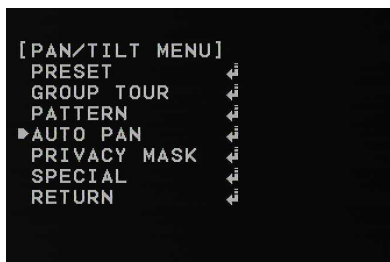 [PAN/TILT MENU]
PRESET
GROUP TOUR
PATTERN
AUTO PAN
PRIVACY MASK
SPECIAL
RETURN